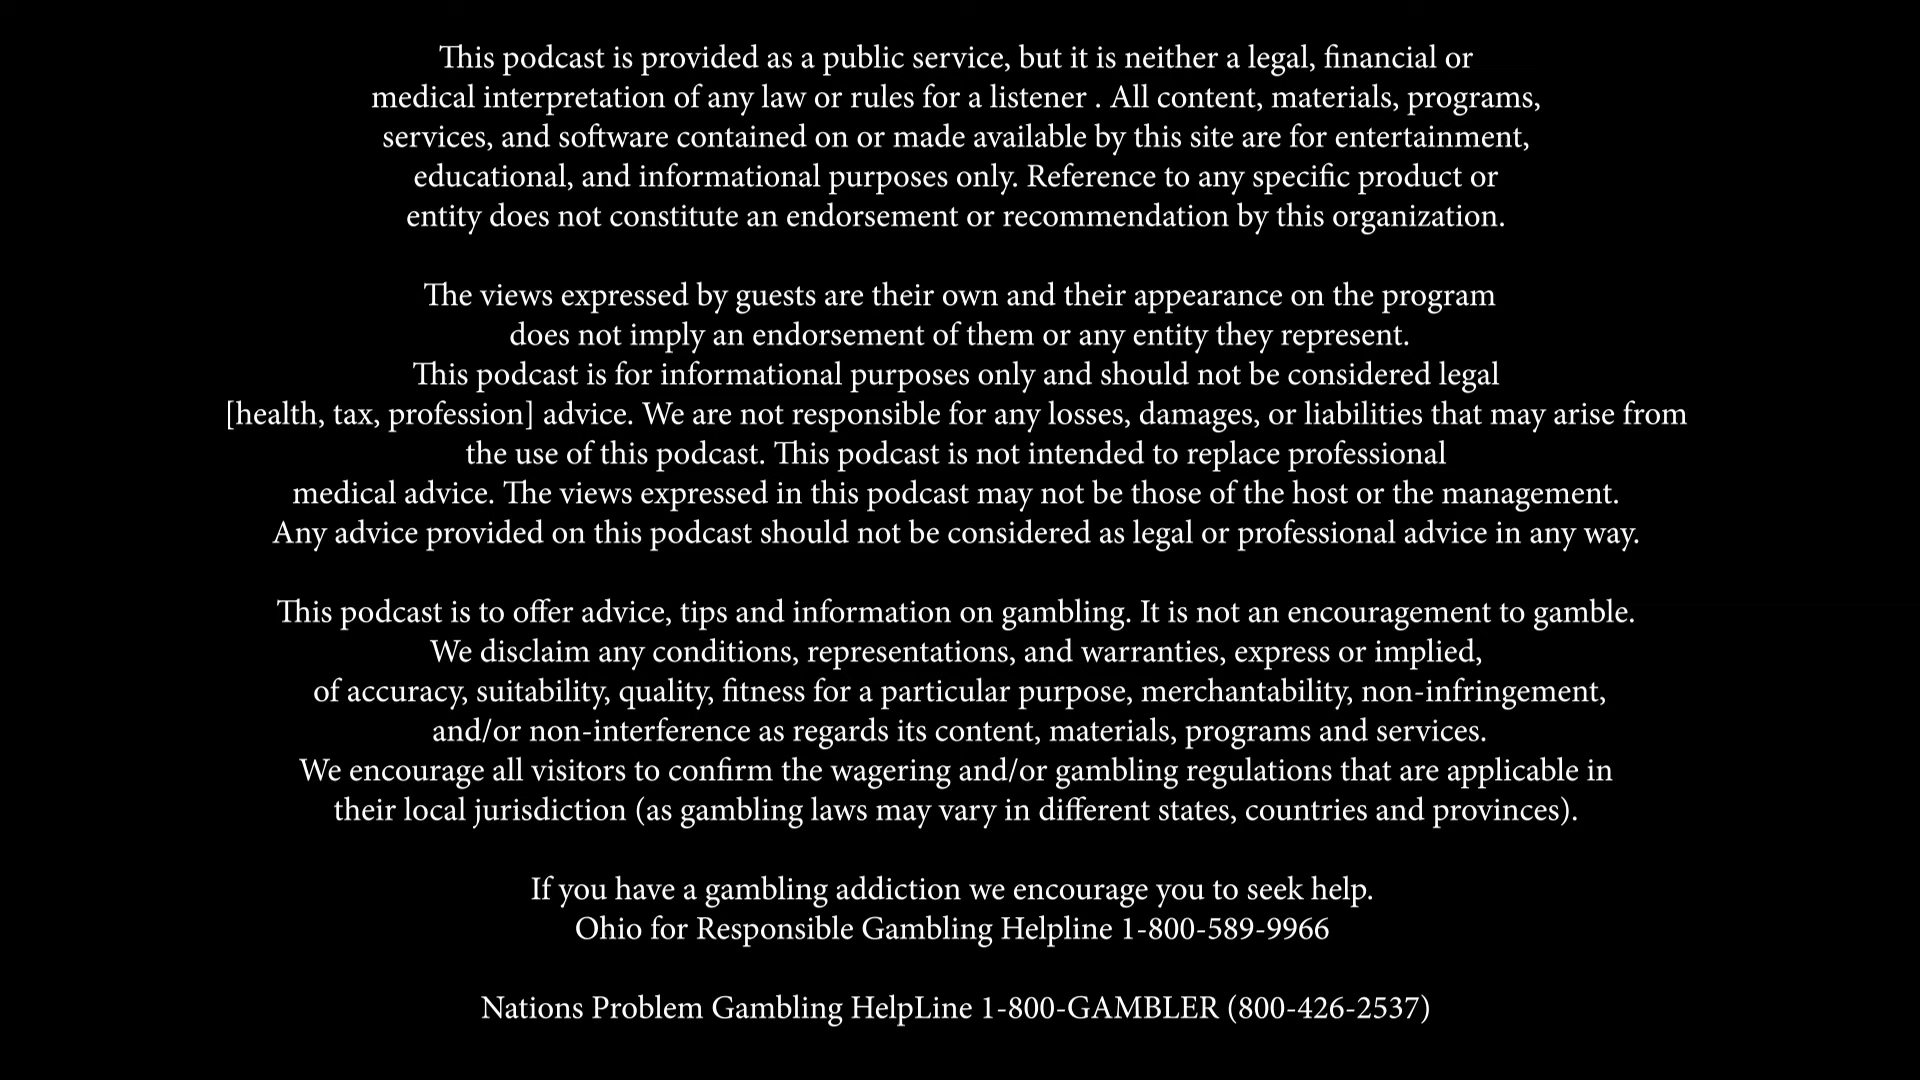 This podcast is provided as a public service, but it is neither a legal, financial or
medical interpretation of any law or rules for a listener . All content, materials, programs,
services, and software contained on or made available by this site are for entertainment,
educational, and informational purposes only. Reference to any specific product or
entity does not constitute an endorsement or recommendation by this organization.
The views expressed by guests are their own and their appearance on the program
does not imply an endorsement of them or any entity they represent.
This podcast is for informational purposes only and should not be considered legal
[health, tax, profession] advice. We are not responsible for any losses, damages, or liabilities that may arise from
the use of this podcast. This podcast is not intended to replace professional
medical advice. The views expressed in this podcast may not be those of the host or the management.
Any advice provided on this podcast should not be considered as legal or professional advice in any way.
This podcast is to offer advice, tips and information on gambling. It is not an encouragement to gamble.
We disclaim any conditions, representations, and warranties, express or implied,
of accuracy, suitability, quality, fitness for a particular purpose, merchantability, non-infringement,
and/or non-interference as regards its content, materials, programs and services.
We encourage all visitors to confirm the wagering and/or gambling regulations that are applicable in
their local jurisdiction (as gambling laws may vary in different states, countries and provinces).
If you have a gambling addiction we encourage you to seek help.
Ohio for Responsible Gambling Helpline 1-800-589-9966
Nations Problem Gambling HelpLine 1-800-GAMBLER (800-426-2537)